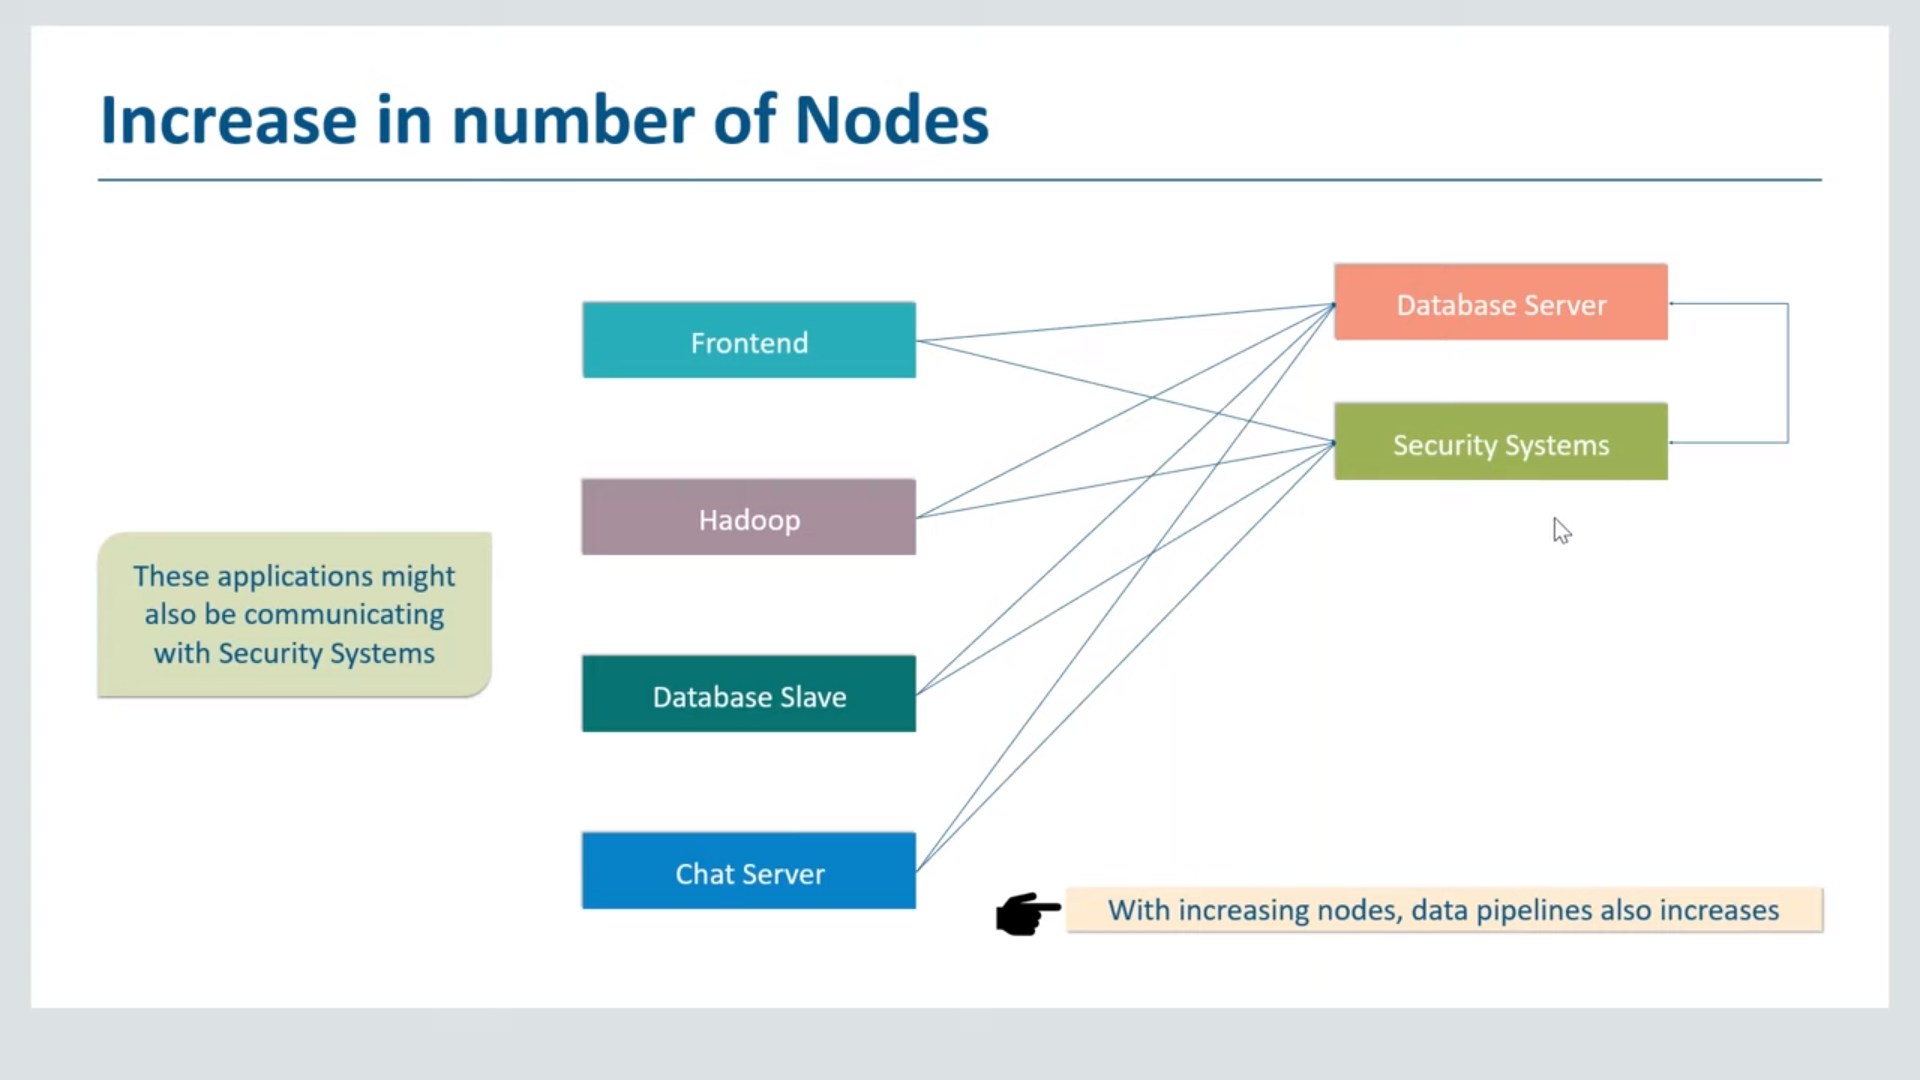 Increase in number of Nodes
Frontend
Hadoop
Database Slave
Chat Server
Database Server
Security Systems
These applications might
also be communicating
with Security Systems
With increasing nodes, data pipelines also increases